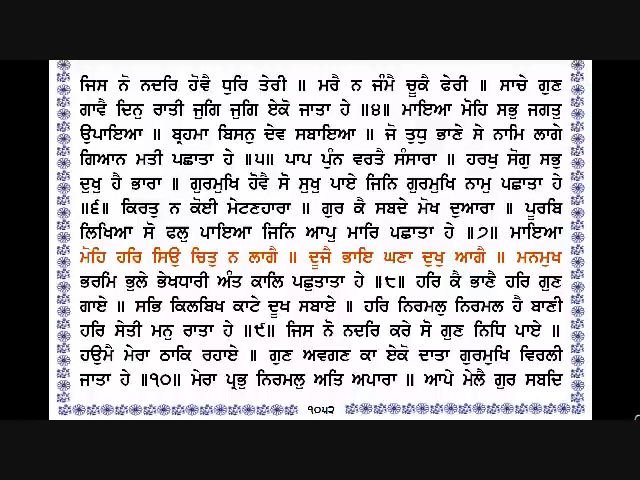 ਜਿਸ ਨੋ ਨਦਰਿ ਹੋਵੈ ਧੁਰਿ ਤੇਰੀ ॥ ਮਰੈ ਨ ਜੰਮੈ ਚੂਕੈ ਫੇਰੀ ॥ ਸਾਚੇ ਗੁਣ
ਗਾਵੈ ਦਿਨੁ ਰਾਤੀ ਜੁਗਿ ਜੁਗਿ ਏਕੋ ਜਾਤਾ ਹੇ ॥੪॥ ਮਾਇਆ ਮੋਹਿ ਸਭੁ ਜਗਤੁ
ਉਪਾਇਆ ॥ ਬ੍ਰਹਮਾ ਬਿਸਨੁ ਦੇਵ ਸਬਾਇਆ ॥ ਜੋ ਤੁਧੁ ਭਾਣੇ ਸੇ ਨਾਮਿ ਲਾਗੇ
ਗਿਆਨ ਮਤੀ ਪਛਾਤਾ ਹੇ ॥੫॥ ਪਾਪ ਪੁੰਨ ਵਰਤੈ ਸੰਸਾਰਾ ॥ ਹਰਖੁ ਸੋਗੁ ਸਭੁ
ਦੁਖੁ ਹੈ ਭਾਰਾ ॥ ਗੁਰਮੁਖਿ ਹੋਵੈ ਸੋ ਸੁਖੁ ਪਾਏ ਜਿਨਿ ਗੁਰਮੁਖਿ ਨਾਮੁ ਪਛਾਤਾ ਹੇ
॥੬॥ ਕਿਰਤੁ ਨ ਕੋਈ ਮੇਟਣਹਾਰਾ ॥ ਗੁਰ ਕੈ ਸਬਦੇ ਮੋਖ ਦੁਆਰਾ ॥ ਪੂਰਬਿ
ਲਿਖਿਆ ਸੋ ਫਲੁ ਪਾਇਆ ਜਿਨਿ ਆਪੁ ਮਾਰਿ ਪਛਾਤਾ ਹੇ ॥੭॥ ਮਾਇਆ
ਮੋਹਿ ਹਰਿ ਸਿਉ ਚਿਤੁ ਨ ਲਾਗੈ ॥ ਦੂਜੈ ਭਾਇ ਘਣਾ ਦੁਖੁ ਆਗੈ ॥ ਮਨਮੁਖ
ਭਰਮਿ ਭੁਲੇ ਭੇਖਧਾਰੀ ਅੰਤ ਕਾਲਿ ਪਛੁਤਾਤਾ ਹੇ ॥੮॥ ਹਰਿ ਕੈ ਭਾਣੈ ਹਰਿ ਗੁਣ
ਗਾਏ ॥ ਸਭਿ ਕਿਲਬਿਖ ਕਾਟੇ ਦੂਖ ਸਬਾਏ ॥ ਹਰਿ ਨਿਰਮਲੁ ਨਿਰਮਲ ਹੈ ਬਾਣੀ
ਹਰਿ ਸੇਤੀ ਮਨੁ ਰਾਤਾ ਹੇ ॥੯॥ ਜਿਸ ਨੋ ਨਦਰਿ ਕਰੇ ਸੋ ਗੁਣ ਨਿਧਿ ਪਾਏ ॥
ਹਉਮੈ ਮੇਰਾ ਠਾਕਿ ਰਹਾਏ ॥ ਗੁਣ ਅਵਗਣ ਕਾ ਏਕੋ ਦਾਤਾ ਗੁਰਮੁਖਿ ਵਿਰਲੀ
ਜਾਤਾ ਹੇ ॥੧੦॥ ਮੇਰਾ ਪ੍ਰਭੁ ਨਿਰਮਲੁ ਅਤਿ ਅਪਾਰਾ ॥ ਆਪੇ ਮੇਲੈ ਗੁਰ ਸਬਦਿ
੧੦੫੨